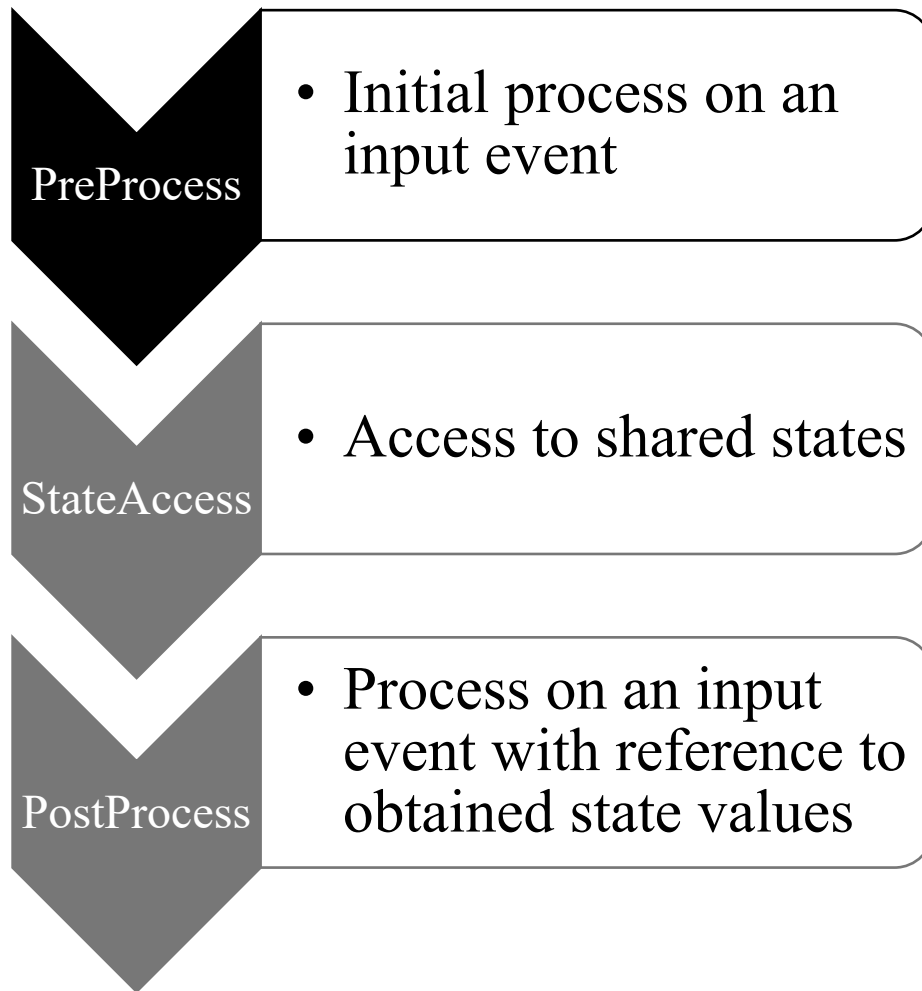 PreProcess
• Initial process on an
input event
StateAccess
• Access to shared states
PostProcess
• Process on an input
event with reference to
obtained state values